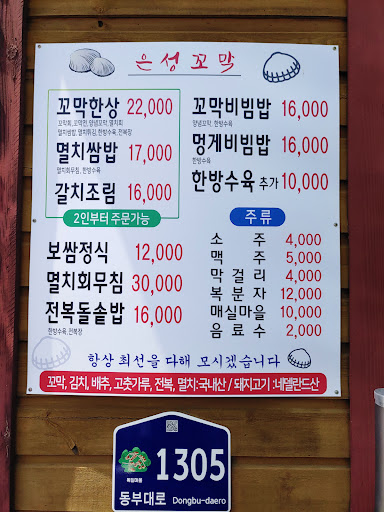 은성꼬막
꼬막한상 22,000
꼬막회, 꼬막전, 양념꼬막, 멸치회
멸치쌈밥, 멸치튀김, 한방수육, 전복장
멸치쌈밥 17,000
멸치회무침, 한방수육
갈치조림 16,000
2인부터 주문가능
보쌈정식 12,000
멸치회무침 30,000
전복돌솥밥 16,000
한방수육, 전복장
꼬막비빔밥 16,000
한방수육
멍게비빔밥 16,000
한방수육
한방수육 추가 10,000
주 류
소주 4,000
맥주 5,000
막걸리 4,000
복분자 12,000
매실마을 10,000
음료수 2,000
항상 최선을 다해 모시겠습니다
꼬막, 김치, 배추, 고춧가루, 전복, 멸치:국내산 / 돼지고기 :네델란드산
1305
동부대로 Dongbu-daero